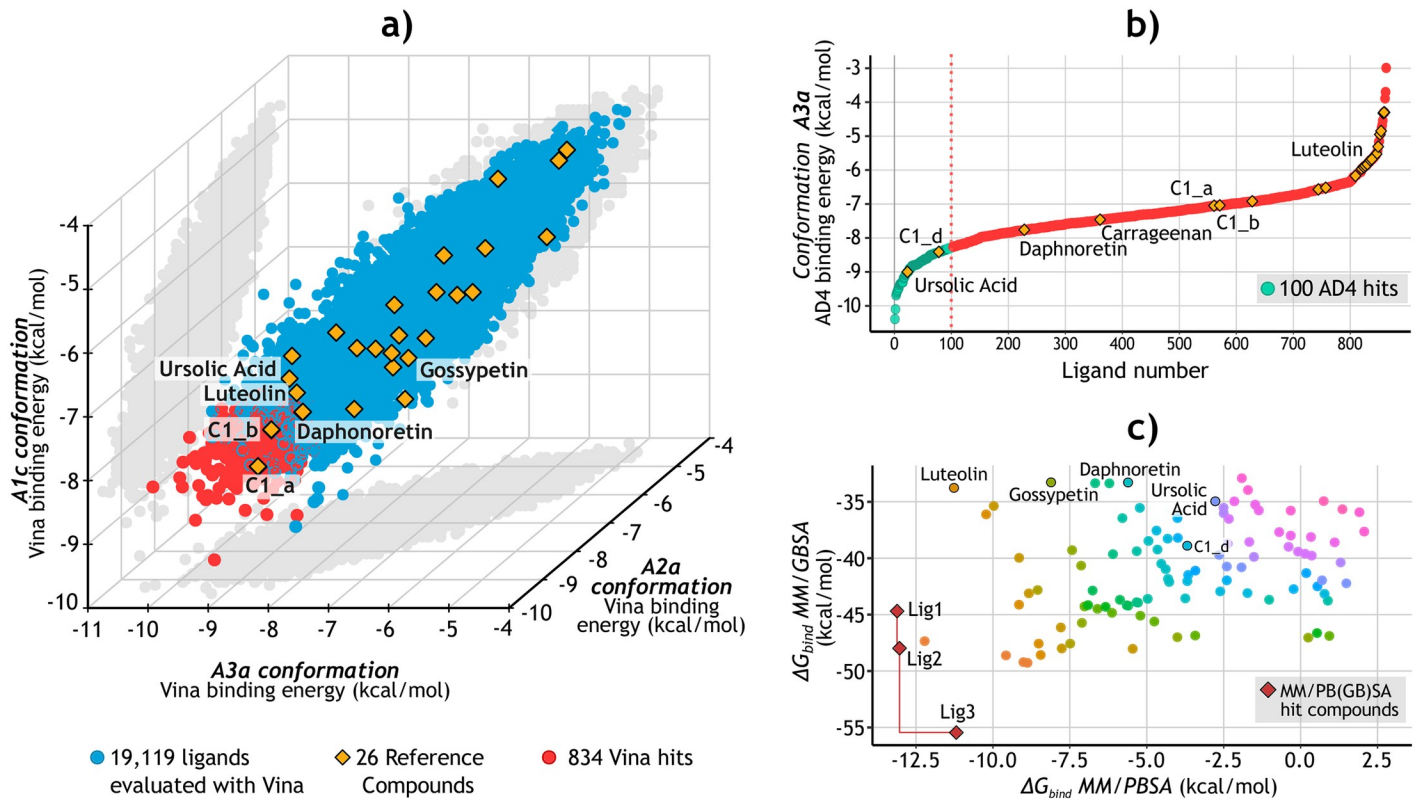 a)
-4
-5
-6
-7
-8
-9
-10
A1c conformation
Vina binding energy (kcal/mol)
Ursolic Acid
Luteolin
C1_b
Daphonoretin
C1_a
Gossypetin
-4
-5
-6
-7
-8
-9
-10
A2a
conformation
Vina binding
energy (kcal/mol)
-11
-10
-9
-8
-7
-6
-5
-4
A3a conformation
Vina binding energy (kcal/mol)
19,119 ligands
evaluated with Vina
26 Reference
Compounds
834 Vina hits
b)
Conformation A3a
AD4 binding energy (kcal/mol)
-3
-4
-5
-6
-7
-8
-9
-10
Luteolin
C1_a
C1_b
Carrageenan
Daphnoretin
C1_d
Ursolic Acid
100 AD4 hits
0
100
200
300
400
500
600
700
800
Ligand number
c)
ΔGbind MM/GBSA
(kcal/mol)
-35
-40
-45
-50
-55
Luteolin
Gossypetin
Daphnoretin
Ursolic
Acid
C1_d
Lig1
Lig2
Lig3
MM/PB(GB)SA
hit compounds
-12.5
-10.0
-7.5
-5.0
-2.5
0.0
2.5
ΔGbind MM/PBSA (kcal/mol)